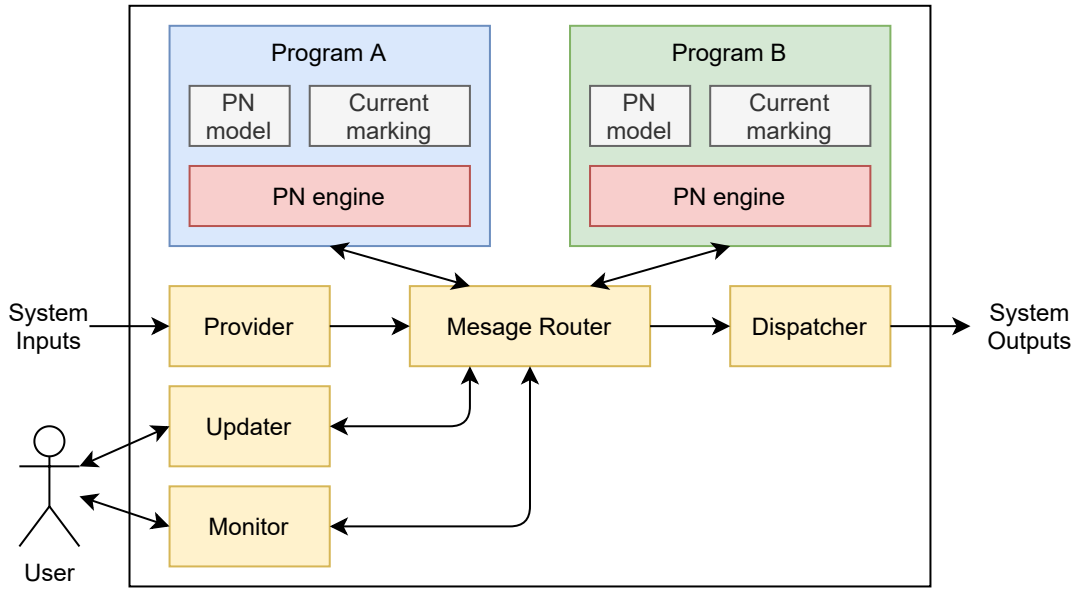 Program A
PN
model
Current
marking
PN engine
Program B
PN
model
Current
marking
PN engine
System
Inputs
Provider
Mesage Router
Dispatcher
System
Outputs
Updater
Monitor
User